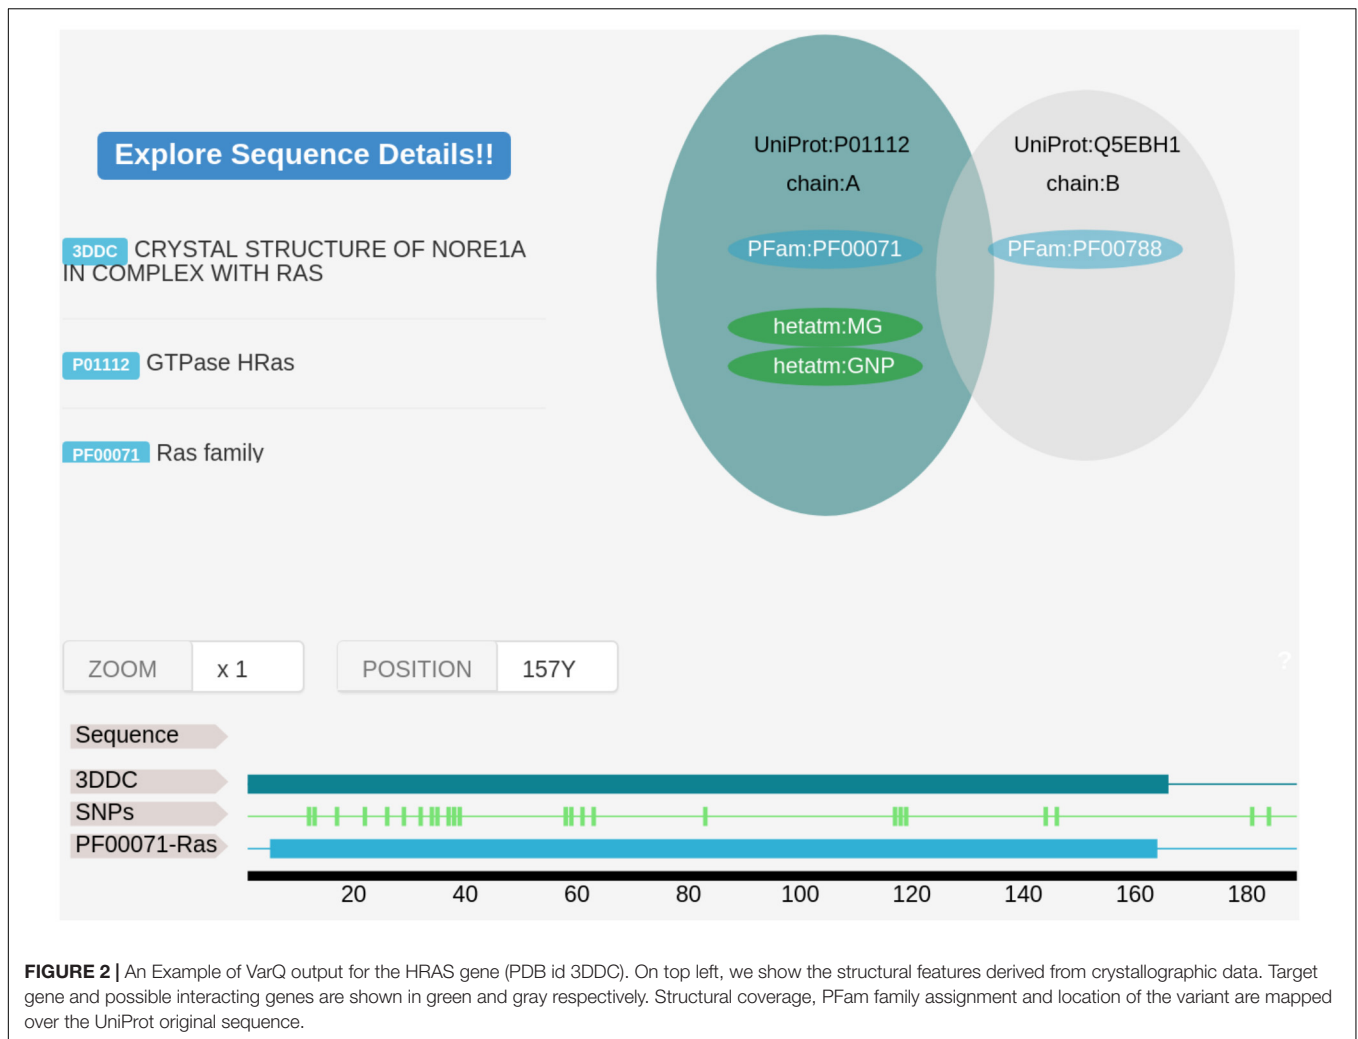 Explore Sequence Details!!
3DDC CRYSTAL STRUCTURE OF NORE1A
IN COMPLEX WITH RAS
P01112 GTPase HRas
PF00071 Ras family
UniProt:P01112
chain:A
PFam:PF00071
hetatm:MG
hetatm:GNP
UniProt:Q5EBH1
chain:B
PFam:PF00788
ZOOM x 1 POSITION 157Y
?
Sequence
3DDC
SNPs
PF00071-Ras
20 40 60 80 100 120 140 160 180
FIGURE 2 | An Example of VarQ output for the HRAS gene (PDB id 3DDC). On top left, we show the structural features derived from crystallographic data. Target
gene and possible interacting genes are shown in green and gray respectively. Structural coverage, PFam family assignment and location of the variant are mapped
over the UniProt original sequence.